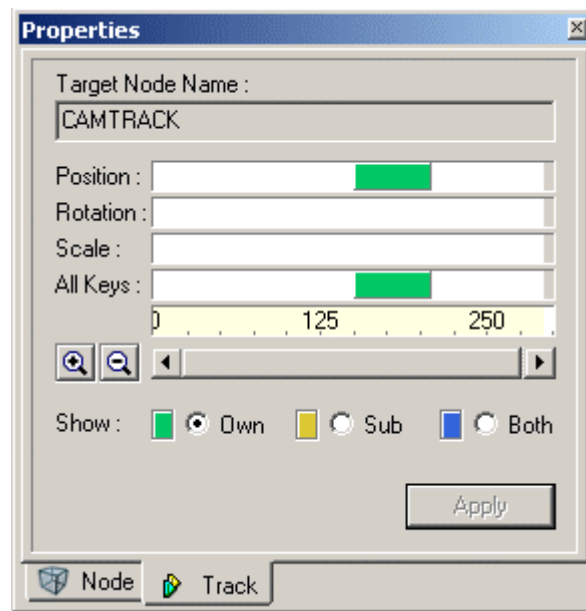 Properties
Target Node Name :
CAMTRACK
Position :
Rotation :
Scale :
All Keys :
0 125 250
Show : Own Sub Both
Apply
Node Track